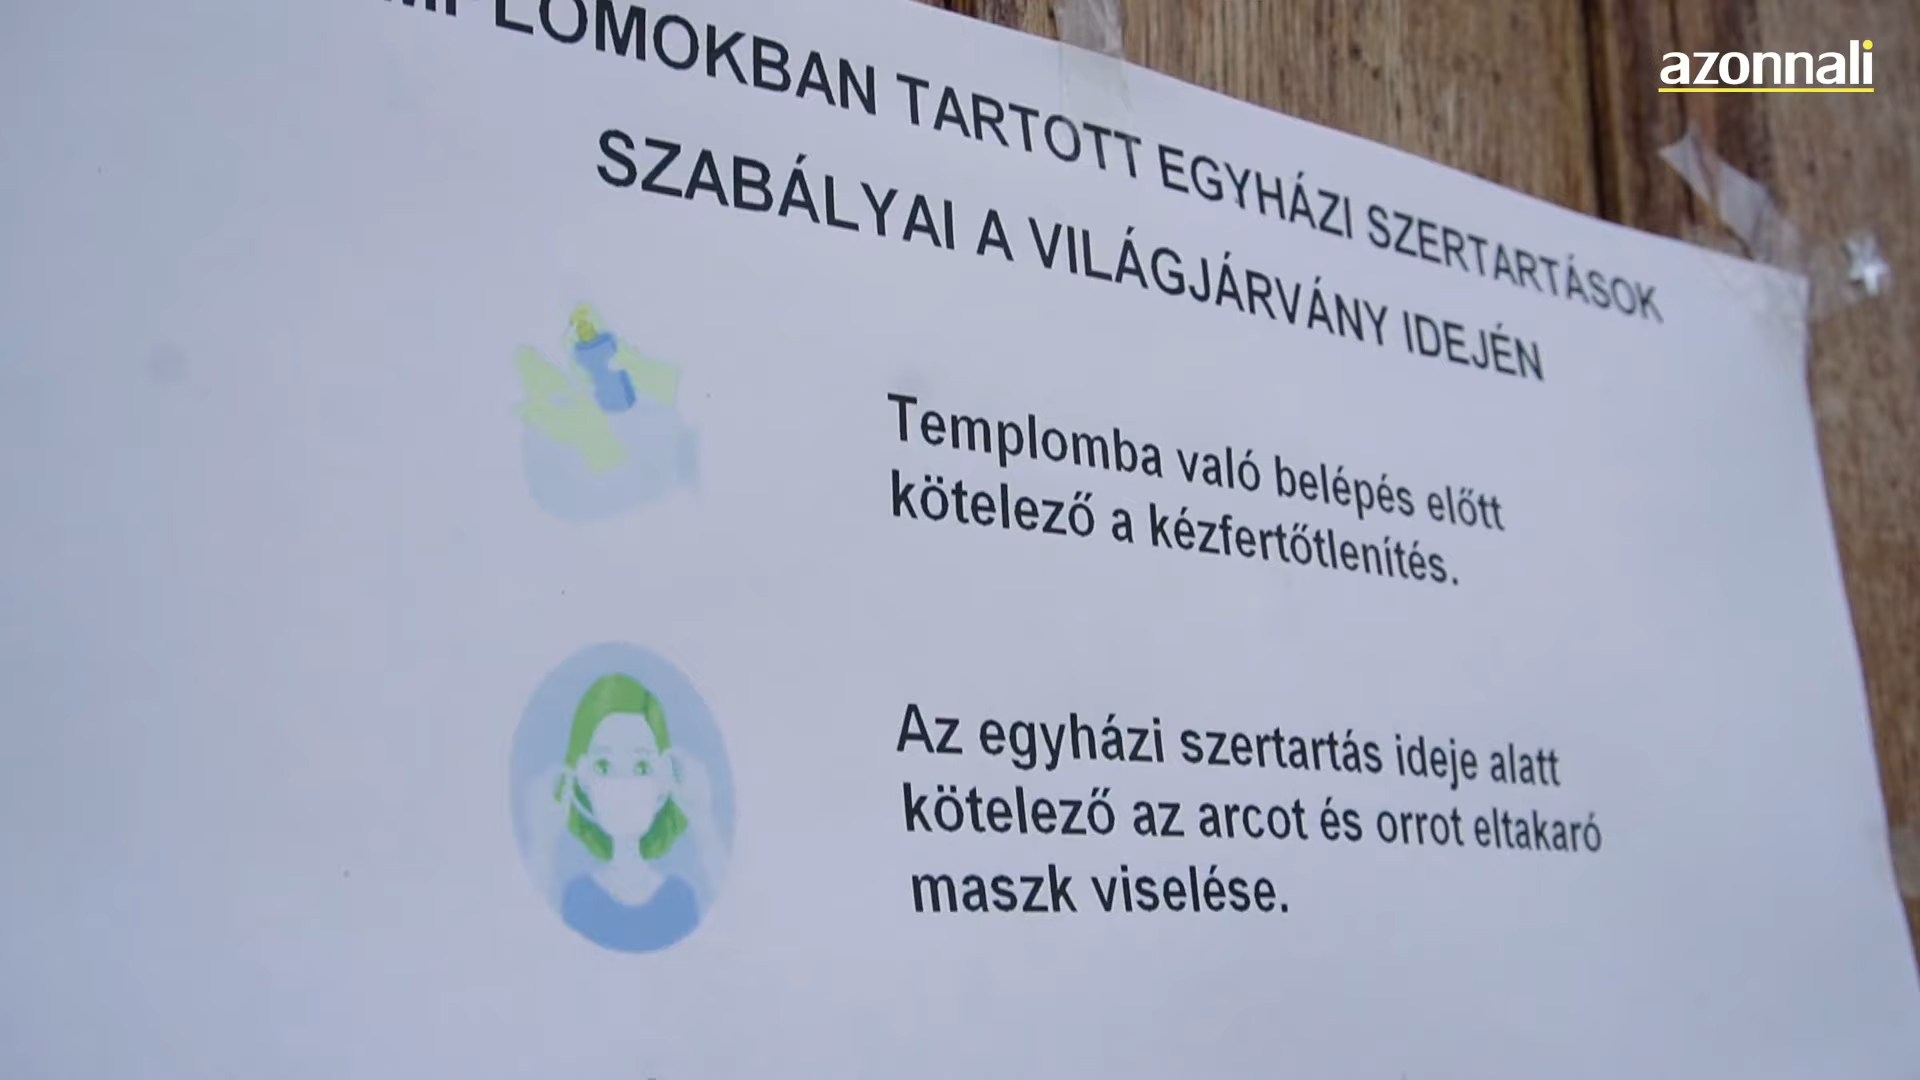 TEMPLOMOKBAN TARTOTT EGYHÁZI SZERTARTÁSOK
SZABÁLYAI A VILÁGJÁRVÁNY IDEJÉN
Templomba való belépés előtt
kötelező a kézfertőtlenítés.
Az egyházi szertartás ideje alatt
kötelező az arcot és orrot eltakaró
maszk viselése.
azonnali